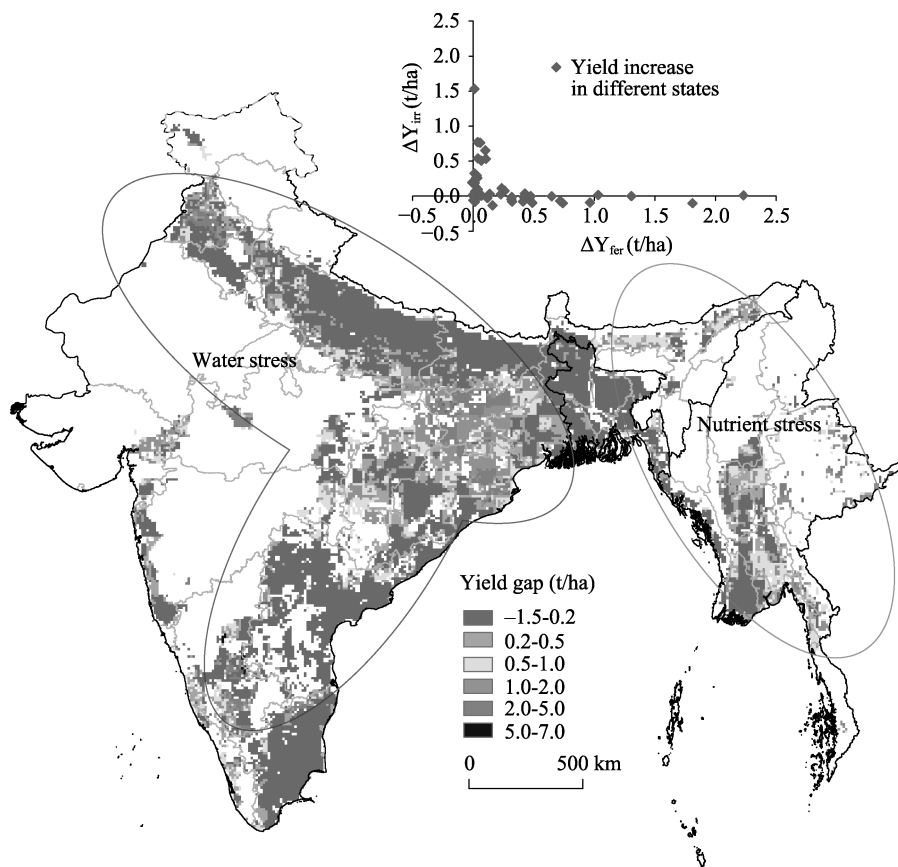 2.5
2.0
1.5
1.0
0.5
0.0
−0.5
ΔYirr (t/ha)
Yield increase
in different states
−0.5 0.0 0.5 1.0 1.5 2.0 2.5
ΔYfer (t/ha)
Water stress
Nutrient stress
Yield gap (t/ha)
−1.5-0.2
0.2-0.5
0.5-1.0
1.0-2.0
2.0-5.0
5.0-7.0
0 500 km